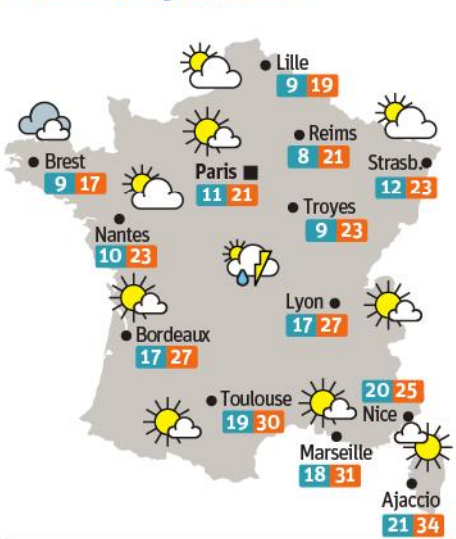 Lille
9 19
Reims
8 21
Paris
11 21
Strasb.
12 23
Brest
9 17
Troyes
9 23
Nantes
10 23
Lyon
17 27
Bordeaux
17 27
20 25
Nice
Toulouse
19 30
Marseille
18 31
Ajaccio
21 34